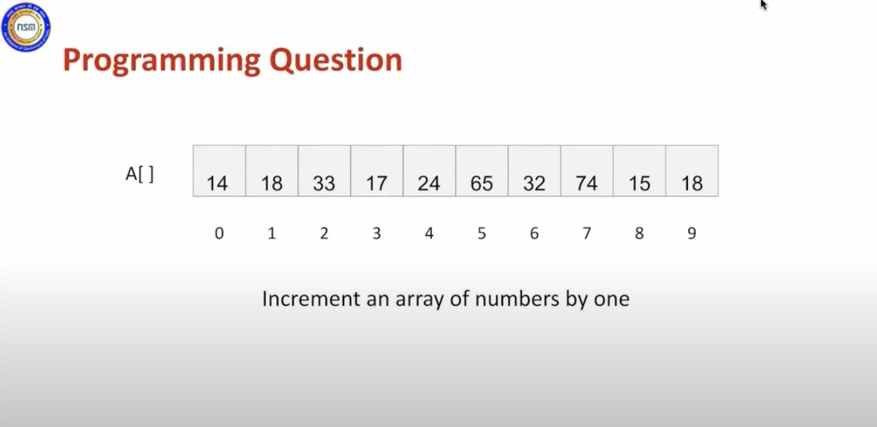 nsm
Programming Question
A[ ]
14 18 33 17 24 65 32 74 15 18
0 1 2 3 4 5 6 7 8 9
Increment an array of numbers by one